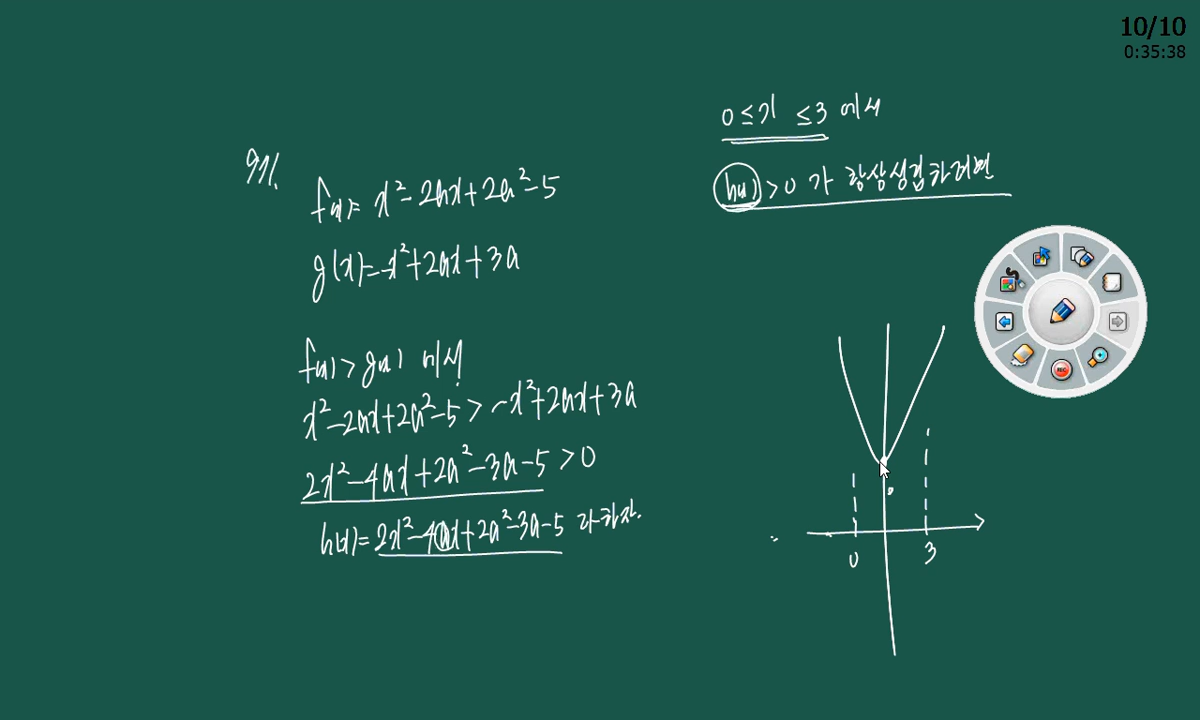 10/10
0:35:38
0≤x≤3 에서
h(x)>0 가 항상성립하려면
971.
f(x)=x²-2ax+2a²-5
g(x)=-x²+2ax+3a
f(x)>g(x) 에서
x²-2ax+2a²-5>-x²+2ax+3a
2x²-4ax+2a²-3a-5>0
h(x)=2x²-4ax+2a²-3a-5 라하자.
0 3
REC